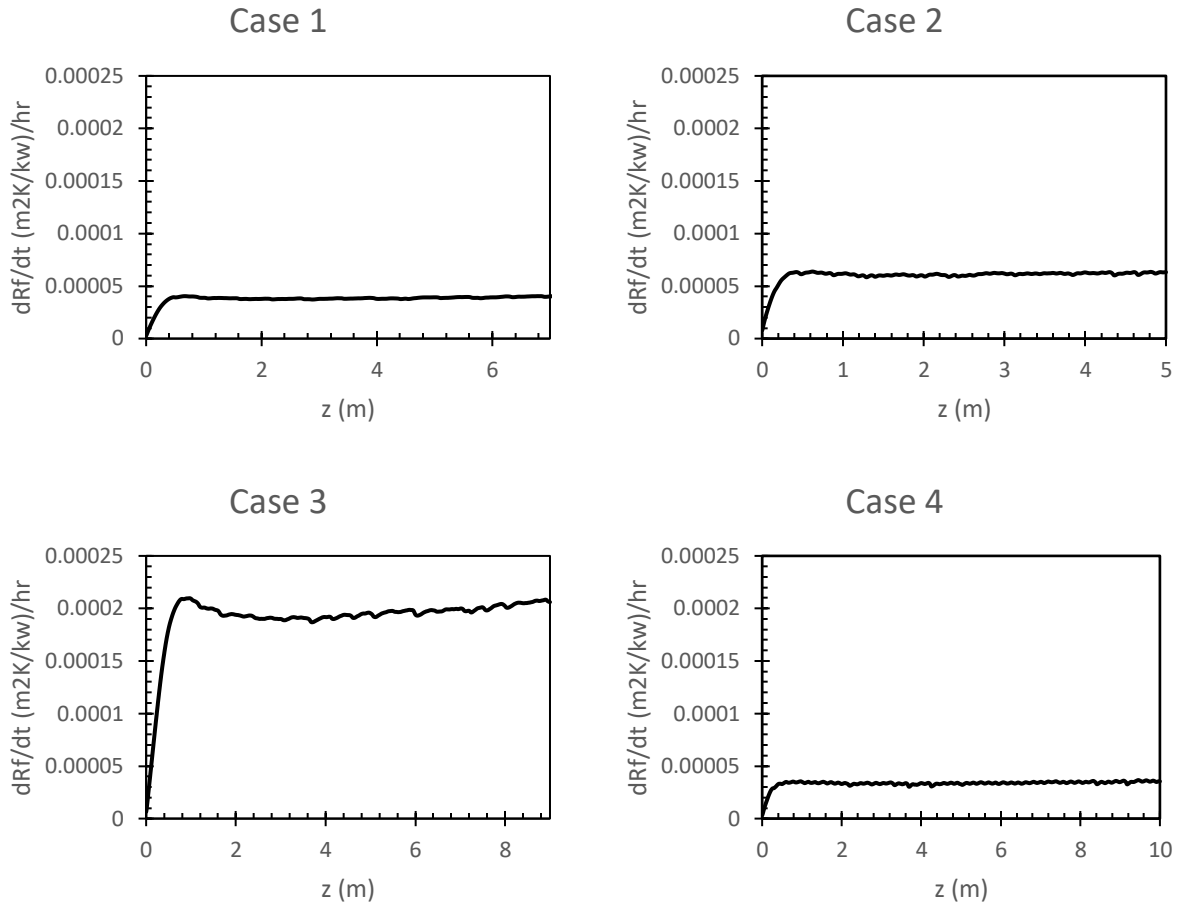 Case 1
0.00025
0.0002
0.00015
0.0001
0.00005
0
dRf/dt (m2K/kw)/hr
0 2 4 6
z (m)
Case 2
0.00025
0.0002
0.00015
0.0001
0.00005
0
dRf/dt (m2K/kw)/hr
0 1 2 3 4 5
z (m)
Case 3
0.00025
0.0002
0.00015
0.0001
0.00005
0
dRf/dt (m2K/kw)/hr
0 2 4 6 8
z (m)
Case 4
0.00025
0.0002
0.00015
0.0001
0.00005
0
dRf/dt (m2K/kw)/hr
0 2 4 6 8 10
z (m)